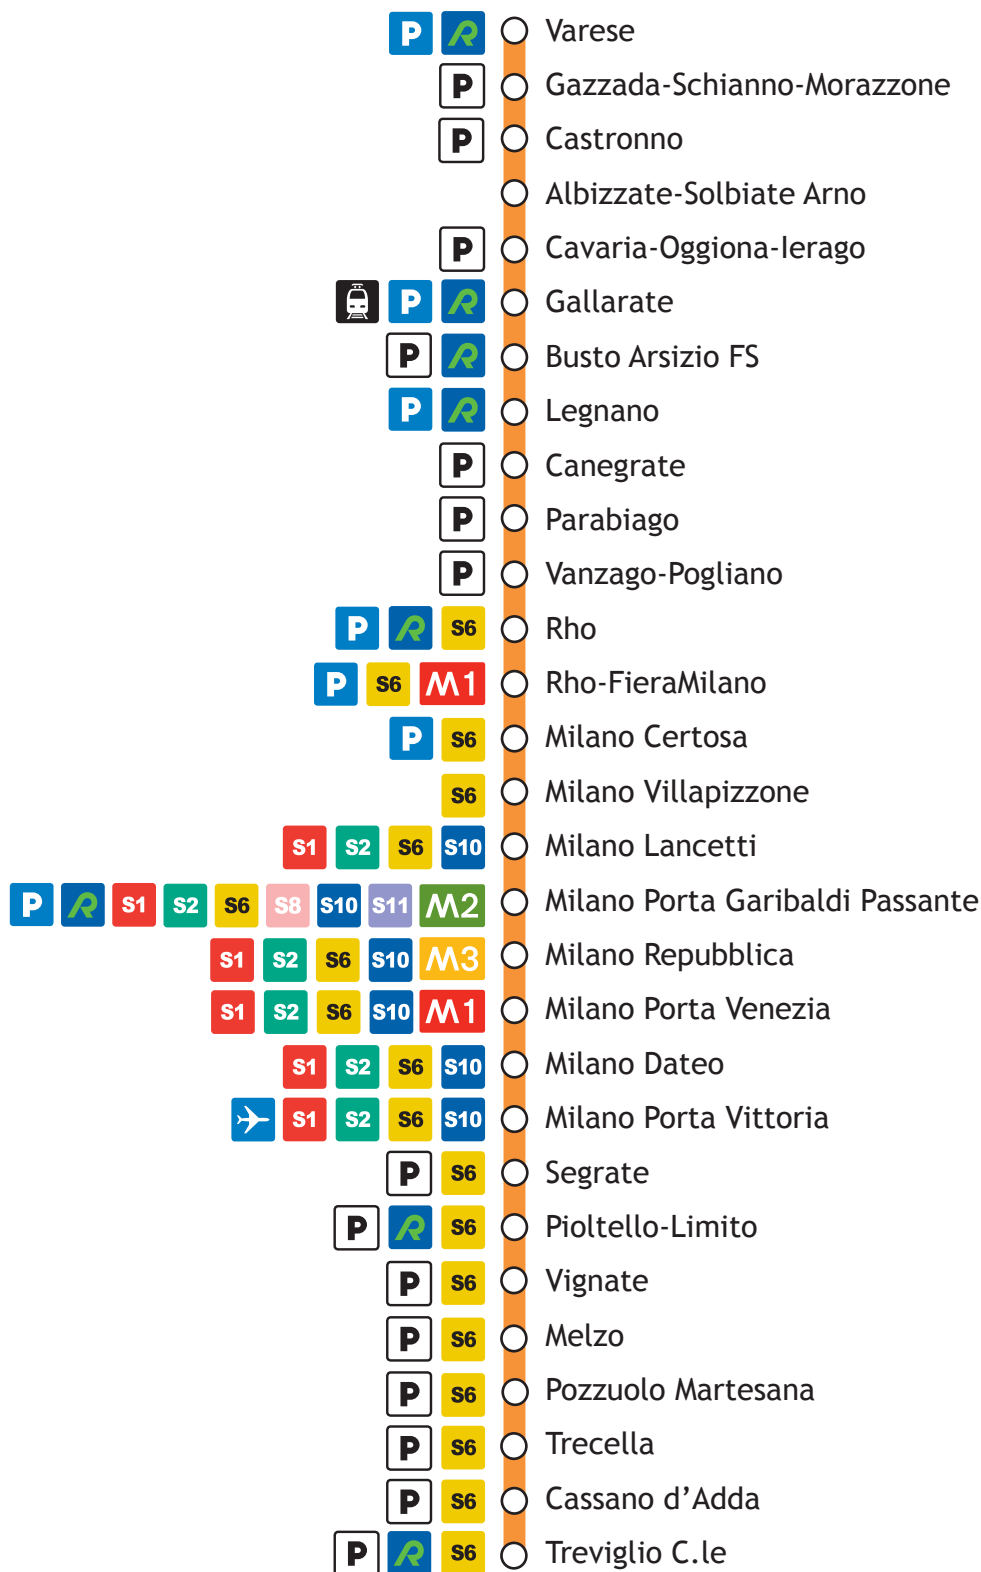 P R Varese
P Gazzada-Schianno-Morazzone
P Castronno
Albizzate-Solbiate Arno
P Cavaria-Oggiona-Ierago
P R Gallarate
P R Busto Arsizio FS
P R Legnano
P Canegrate
P Parabiago
P Vanzago-Pogliano
P R S6 Rho
P S6 M1 Rho-FieraMilano
P S6 Milano Certosa
S6 Milano Villapizzone
S1 S2 S6 S10 Milano Lancetti
P R S1 S2 S6 S8 S10 S11 M2 Milano Porta Garibaldi Passante
S1 S2 S6 S10 M3 Milano Repubblica
S1 S2 S6 S10 M1 Milano Porta Venezia
S1 S2 S6 S10 Milano Dateo
S1 S2 S6 S10 Milano Porta Vittoria
P S6 Segrate
P R S6 Pioltello-Limito
P S6 Vignate
P S6 Melzo
P S6 Pozzuolo Martesana
P S6 Trecella
P S6 Cassano d’Adda
P R S6 Treviglio C.le